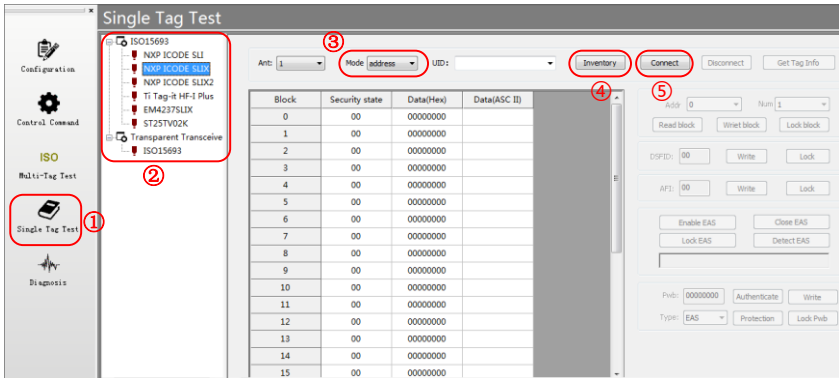 Single Tag Test
Configuration
Control Command
ISO
Multi-Tag Test
Single Tag Test
①
Diagnosis
ISO15693
NXP ICODE SLI
NXP ICODE SLIX
NXP ICODE SLIX2
Ti Tag-it HF-I Plus
EM4237SLIX
ST25TV02K
Transparent Transceive
ISO15693
②
③
Ant: 1 Mode address UID: Inventory Connect Disconnect Get Tag Info
④ ⑤
Block Security state Data(Hex) Data(ASC II)
0 00 00000000
1 00 00000000
2 00 00000000
3 00 00000000
4 00 00000000
5 00 00000000
6 00 00000000
7 00 00000000
8 00 00000000
9 00 00000000
10 00 00000000
11 00 00000000
12 00 00000000
13 00 00000000
14 00 00000000
15 00 00000000
Addr 0 Num 1
Read block Wriet block Lock block
DSFID: 00 Write Lock
AFI: 00 Write Lock
Enable EAS Close EAS
Lock EAS Detect EAS
Pwb: 00000000 Authenticate Write
Type: EAS Protection Lock Pwb